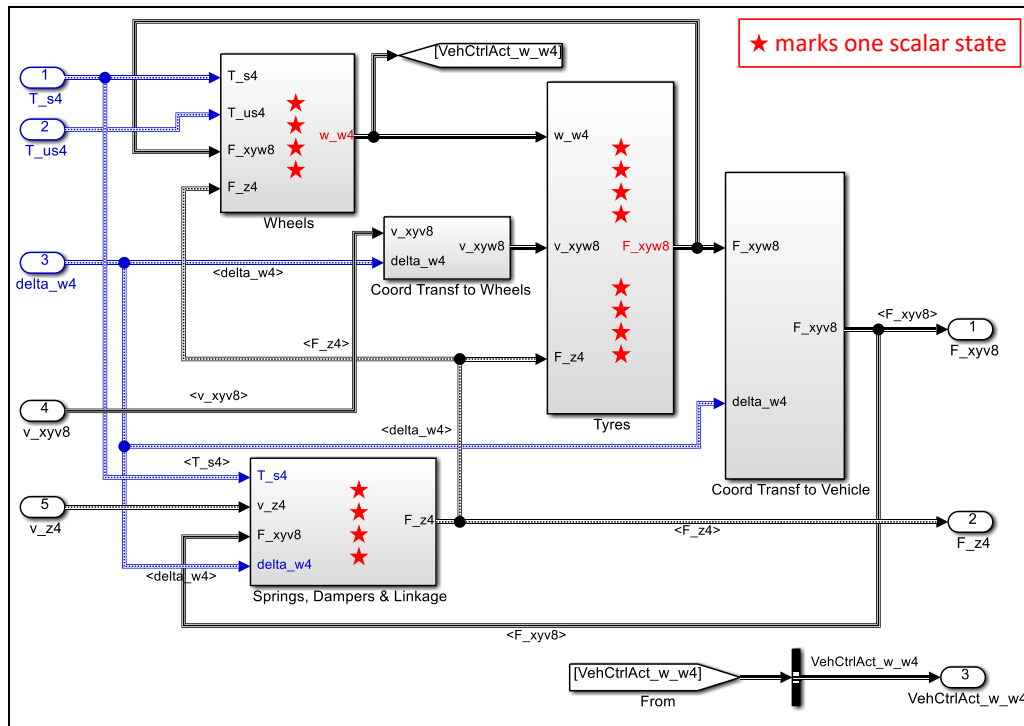 [VehCtrlAct_w_w4]
★ marks one scalar state
1
T_s4
2
T_us4
3
delta_w4
4
v_xyv8
5
v_z4
T_s4
T_us4
F_xyw8
F_z4
w_w4
Wheels
v_xyv8
delta_w4
v_xyw8
Coord Transf to Wheels
<delta_w4>
<F_z4>
<v_xyv8>
<delta_w4>
<T_s4>
w_w4
v_xyw8
F_z4
F_xyw8
Tyres
F_xyw8
delta_w4
F_xyv8
Coord Transf to Vehicle
<F_xyv8>
1
F_xyv8
T_s4
v_z4
F_xyv8
delta_w4
F_z4
Springs, Dampers & Linkage
<delta_w4>
<F_z4>
2
F_z4
<F_xyv8>
[VehCtrlAct_w_w4]
From
VehCtrlAct_w_w4
3
VehCtrlAct_w_w4